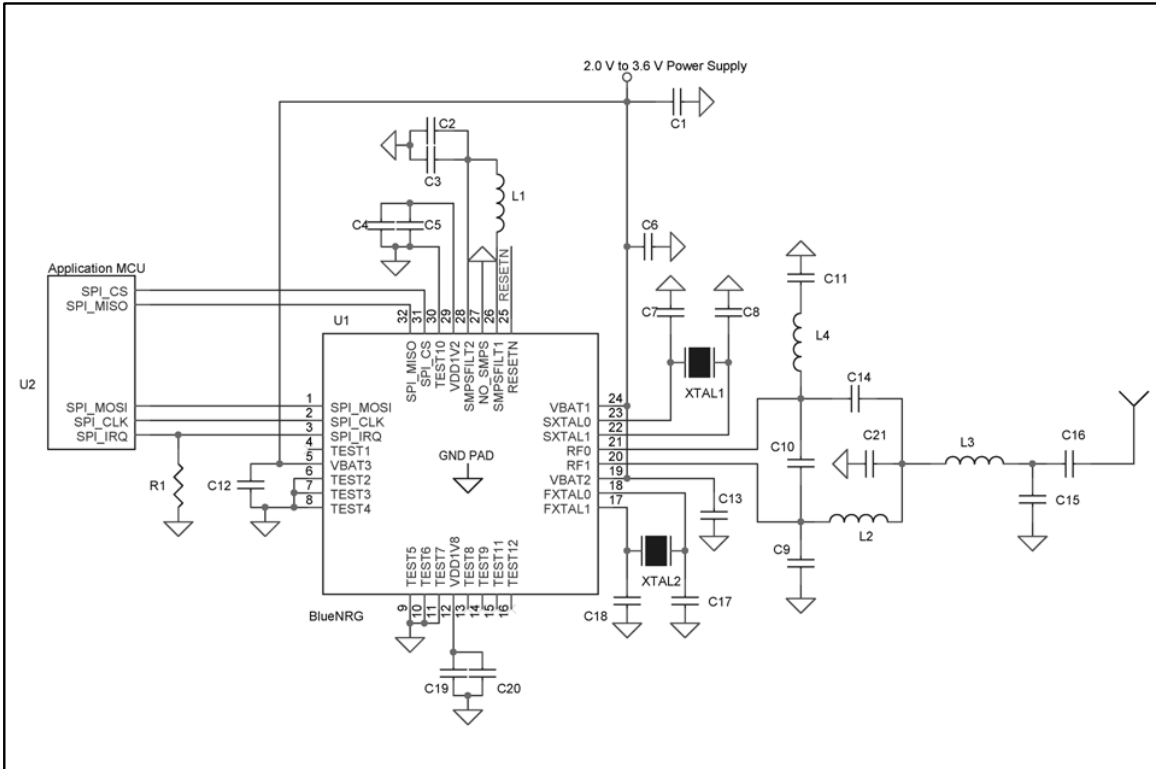 2.0 V to 3.6 V Power Supply
C1
C2
C3
L1
C4
C5
C6
RESETN
Application MCU
SPI_CS
SPI_MISO
U2
SPI_MOSI
SPI_CLK
SPI_IRQ
R1
C12
U1
32
31
30
29
28
27
26
25
SPI_MISO
SPI_CS
TEST10
VDD1V2
SMPSFILT2
NO_SMPS
SMPSFILT1
RESETN
1
2
3
4
5
6
7
8
SPI_MOSI
SPI_CLK
SPI_IRQ
TEST1
VBAT3
TEST2
TEST3
TEST4
GND PAD
VBAT1
SXTAL0
SXTAL1
RF0
RF1
VBAT2
FXTAL0
FXTAL1
24
23
22
21
20
19
18
17
TEST5
TEST6
TEST7
VDD1V8
TEST8
TEST9
TEST11
TEST12
9
10
11
12
13
14
15
16
BlueNRG
C19
C20
C7
C8
XTAL1
C13
XTAL2
C18
C17
C11
L4
C14
C10
C21
L2
C9
L3
C16
C15